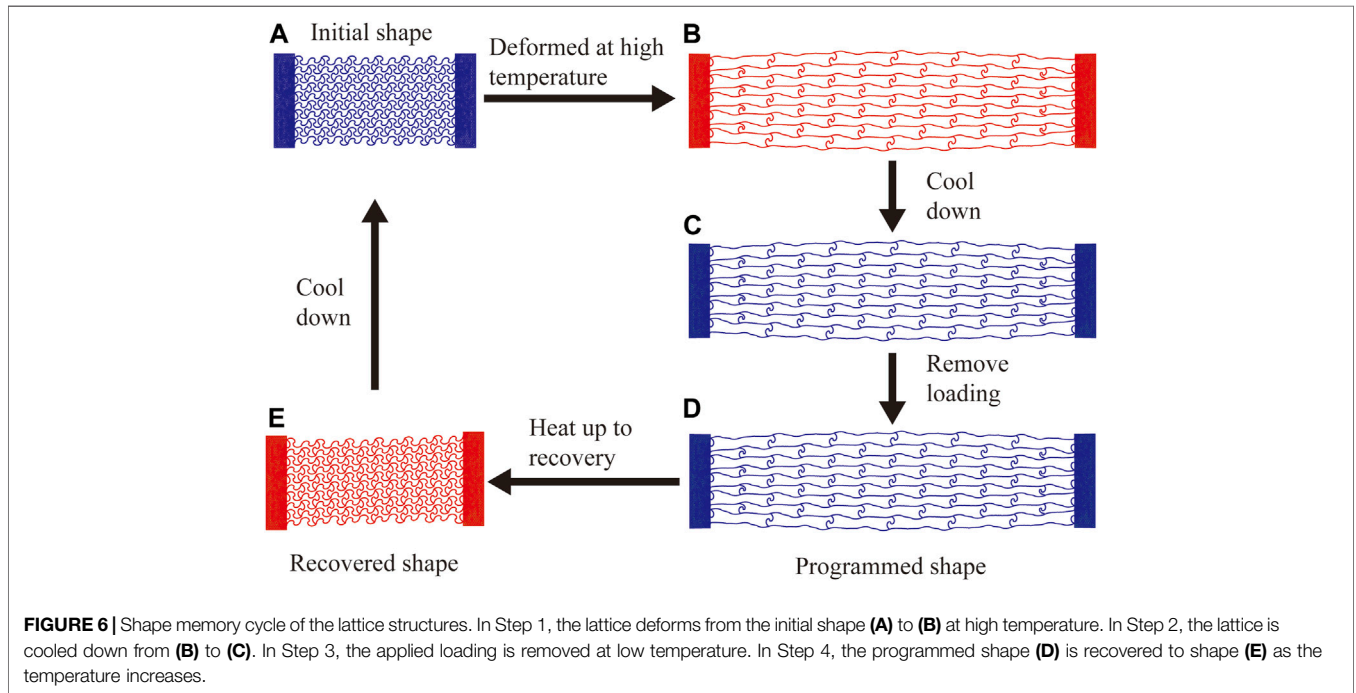 A
Initial shape
Deformed at high
temperature
B
Cool
down
C
Remove
loading
D
Programmed shape
Heat up to
recovery
E
Recovered shape
Cool
down
FIGURE 6 | Shape memory cycle of the lattice structures. In Step 1, the lattice deforms from the initial shape (A) to (B) at high temperature. In Step 2, the lattice is
cooled down from (B) to (C). In Step 3, the applied loading is removed at low temperature. In Step 4, the programmed shape (D) is recovered to shape (E) as the
temperature increases.